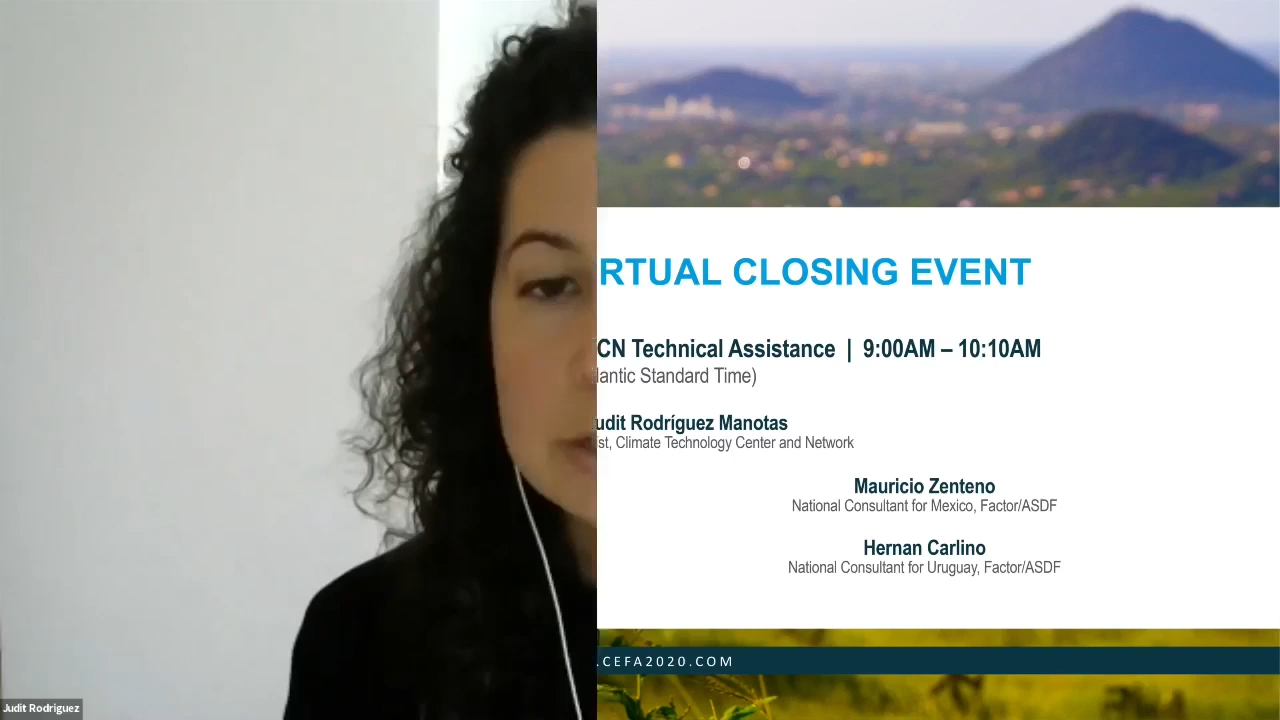 RTUAL CLOSING EVENT
CN Technical Assistance | 9:00AM – 10:10AM
lantic Standard Time)
udit Rodríguez Manotas
ist, Climate Technology Center and Network
Mauricio Zenteno
National Consultant for Mexico, Factor/ASDF
Hernan Carlino
National Consultant for Uruguay, Factor/ASDF
.CEFA2020.COM
Judit Rodriguez